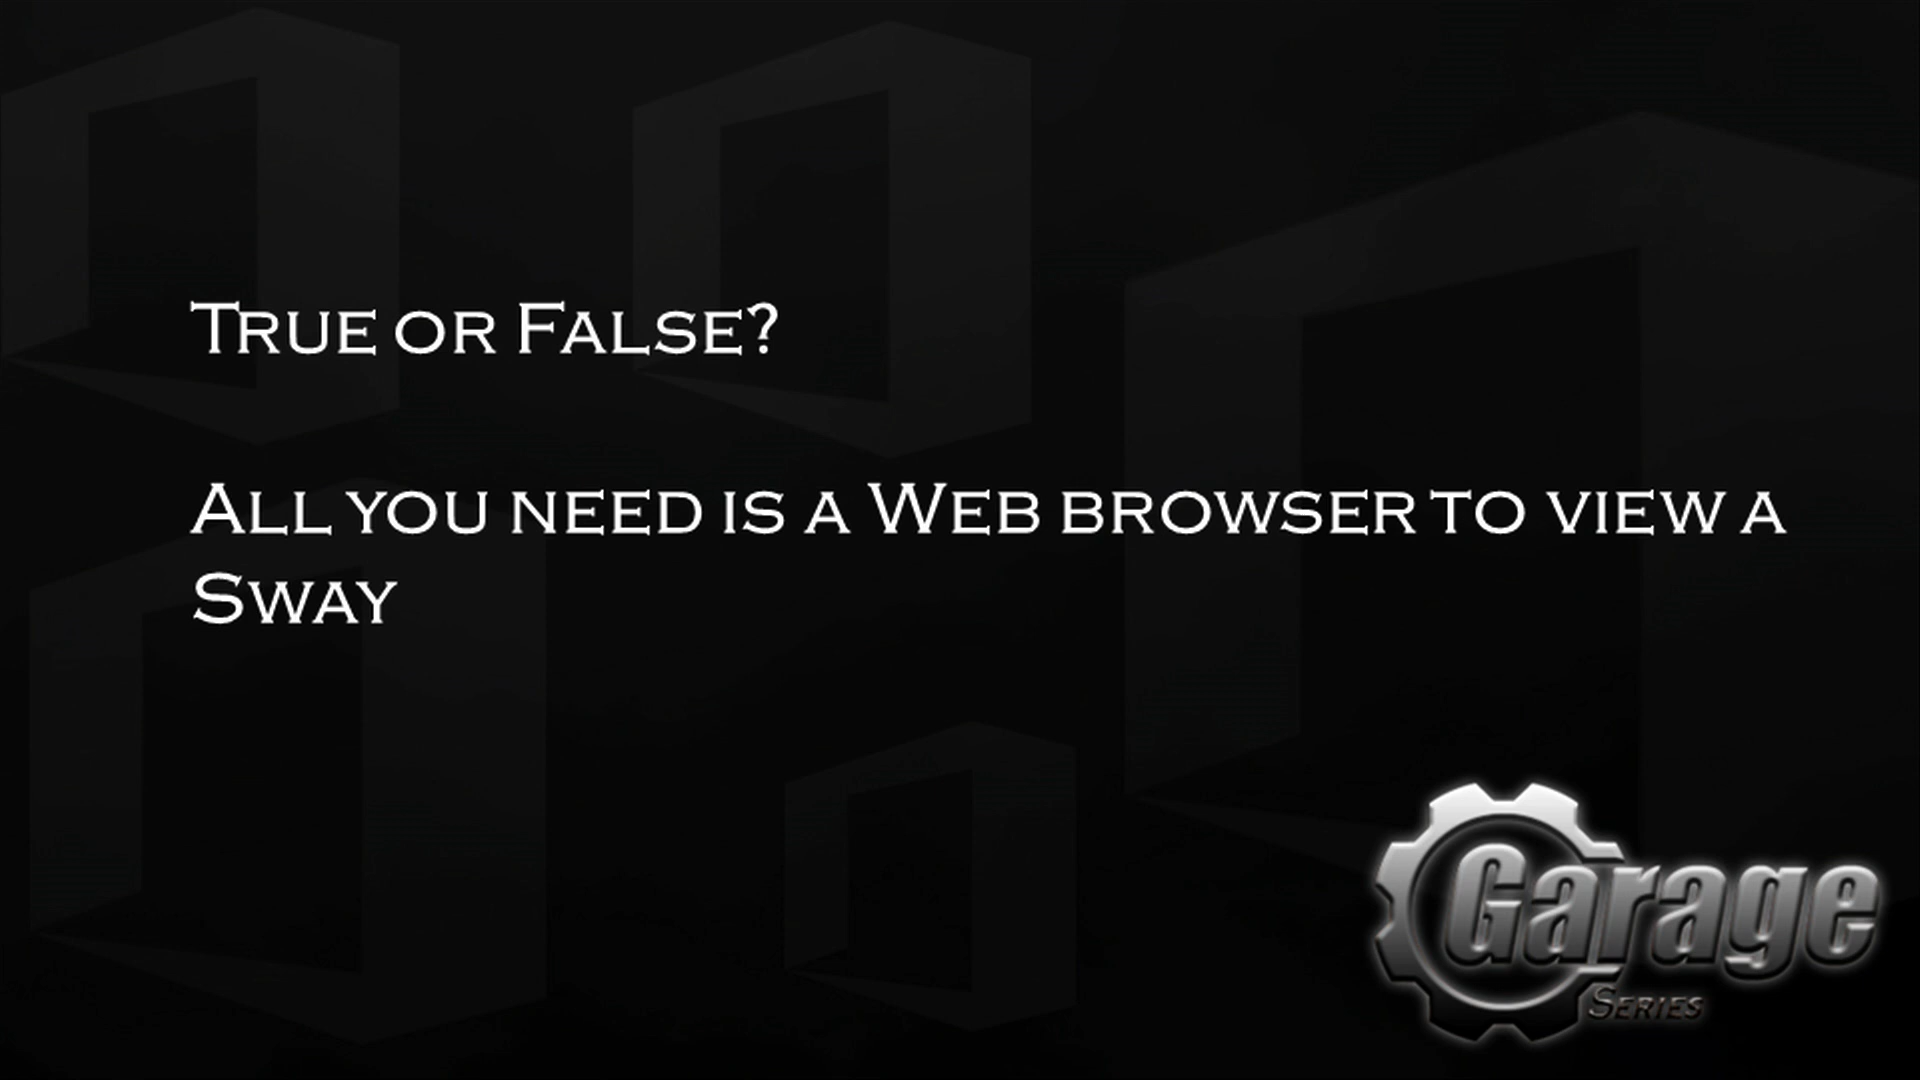 True or False?
All you need is a Web browser to view a
Sway
Garage
Series